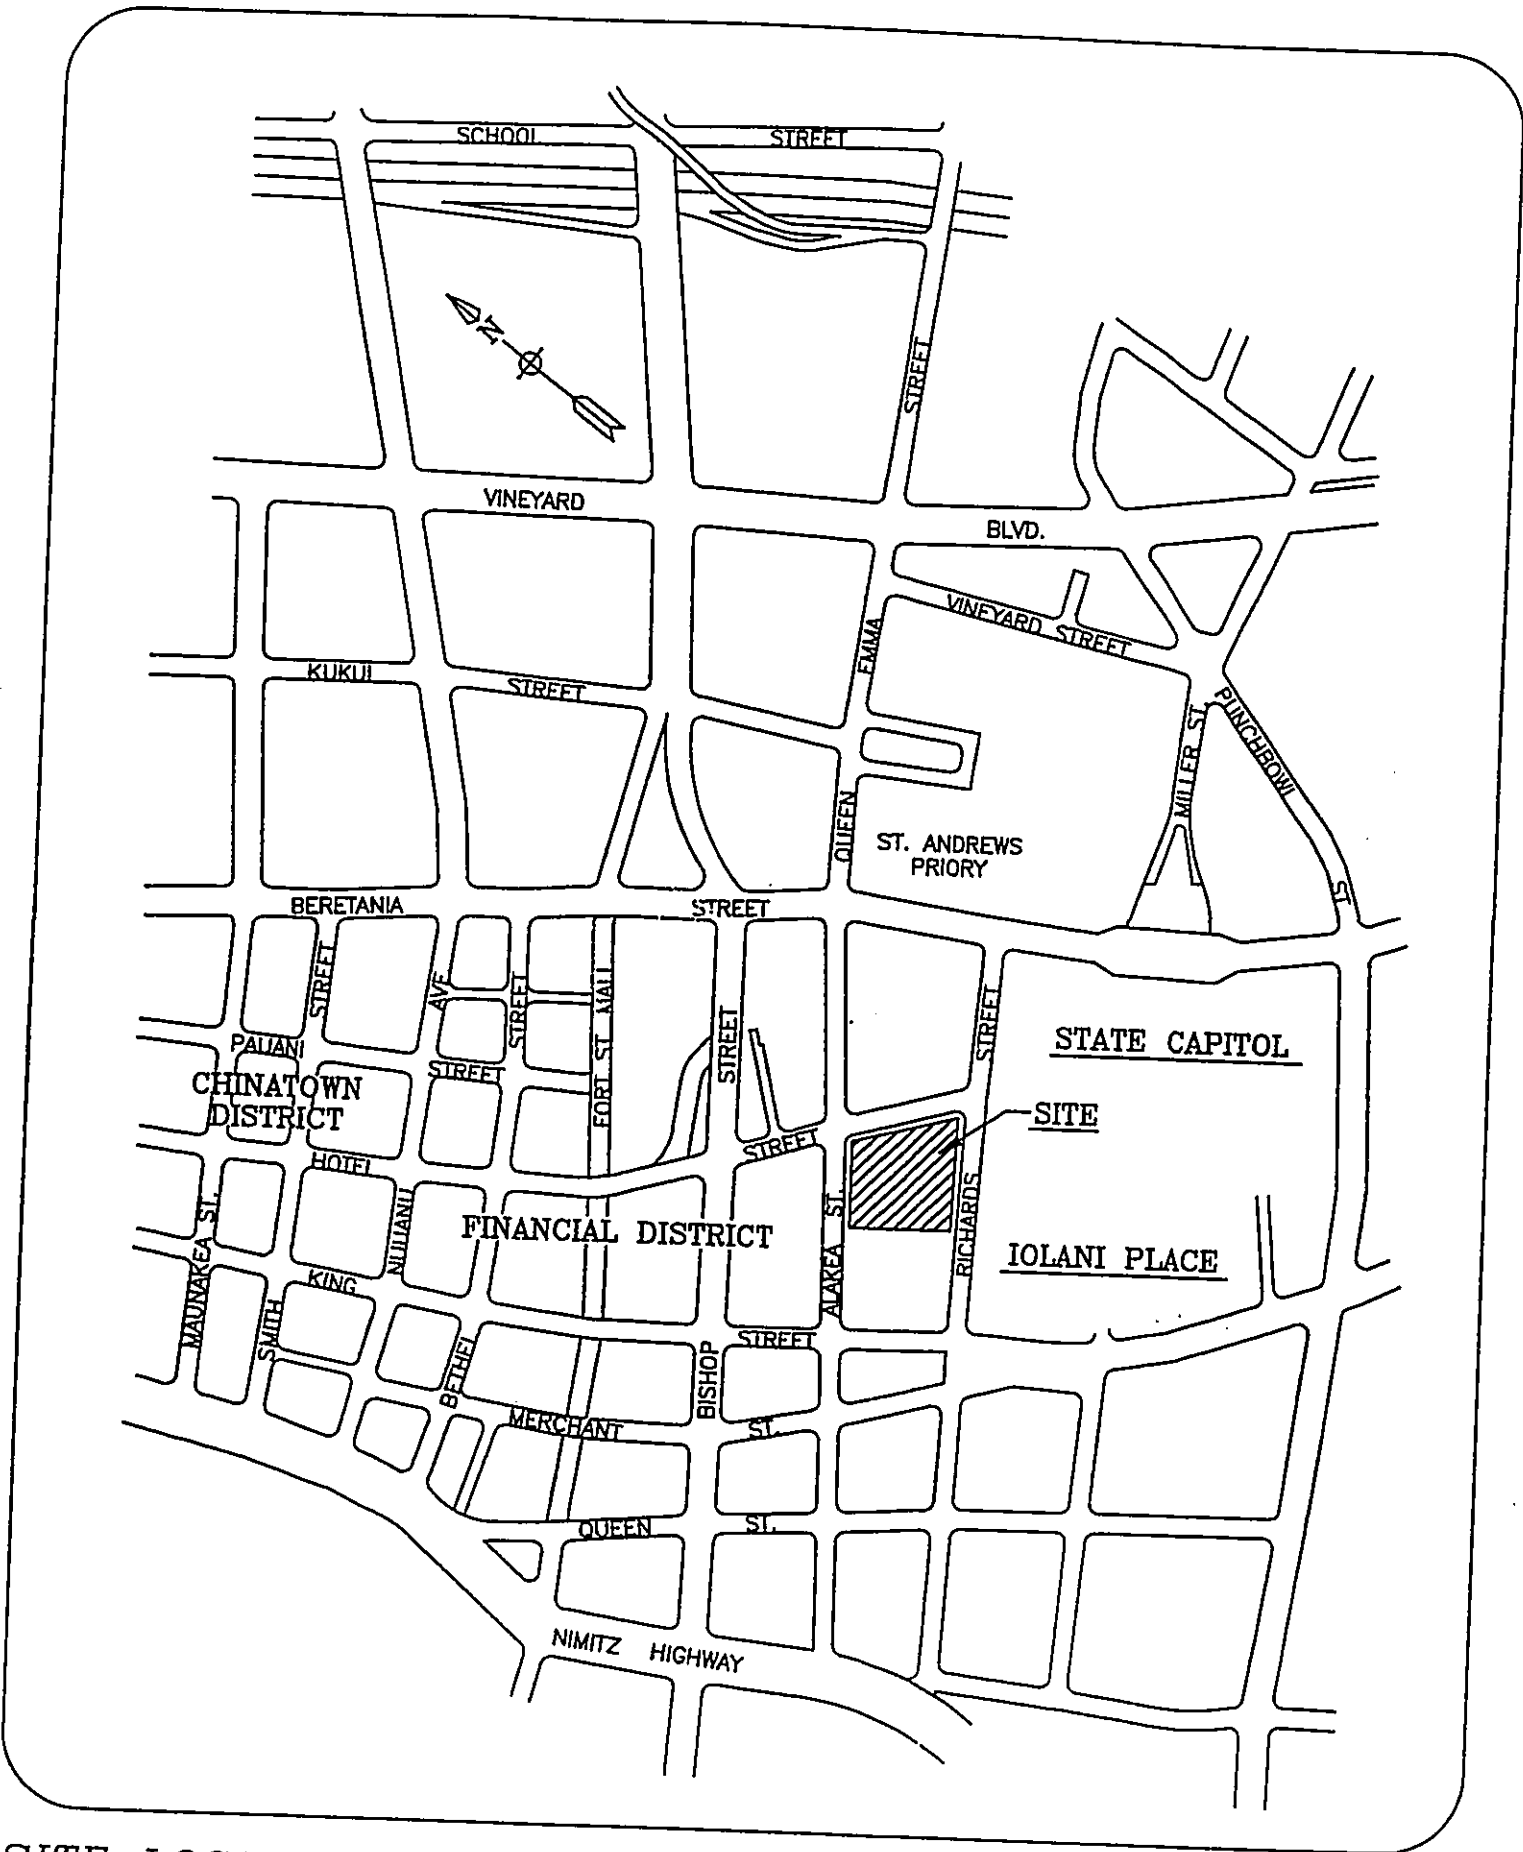 SCHOOL STREET
N
STREET
VINEYARD BLVD.
VINEYARD STREET
EMMA
KUKUI STREET
PUNCHBOWL ST.
MILLER ST.
QUEEN
ST. ANDREWS
PRIORY
BERETANIA STREET
STREET
AVE
STREET
FORT ST. MALL
STREET
STREET
STATE CAPITOL
PAUAHI STREET
CHINATOWN
DISTRICT
SITE
HOTEL STREET
MAUNAKEA ST.
NUUANU
FINANCIAL DISTRICT
ALAKEA ST.
RICHARDS
IOLANI PLACE
KING STREET
SMITH
BETHEL
BISHOP
MERCHANT ST.
QUEEN ST.
NIMITZ HIGHWAY